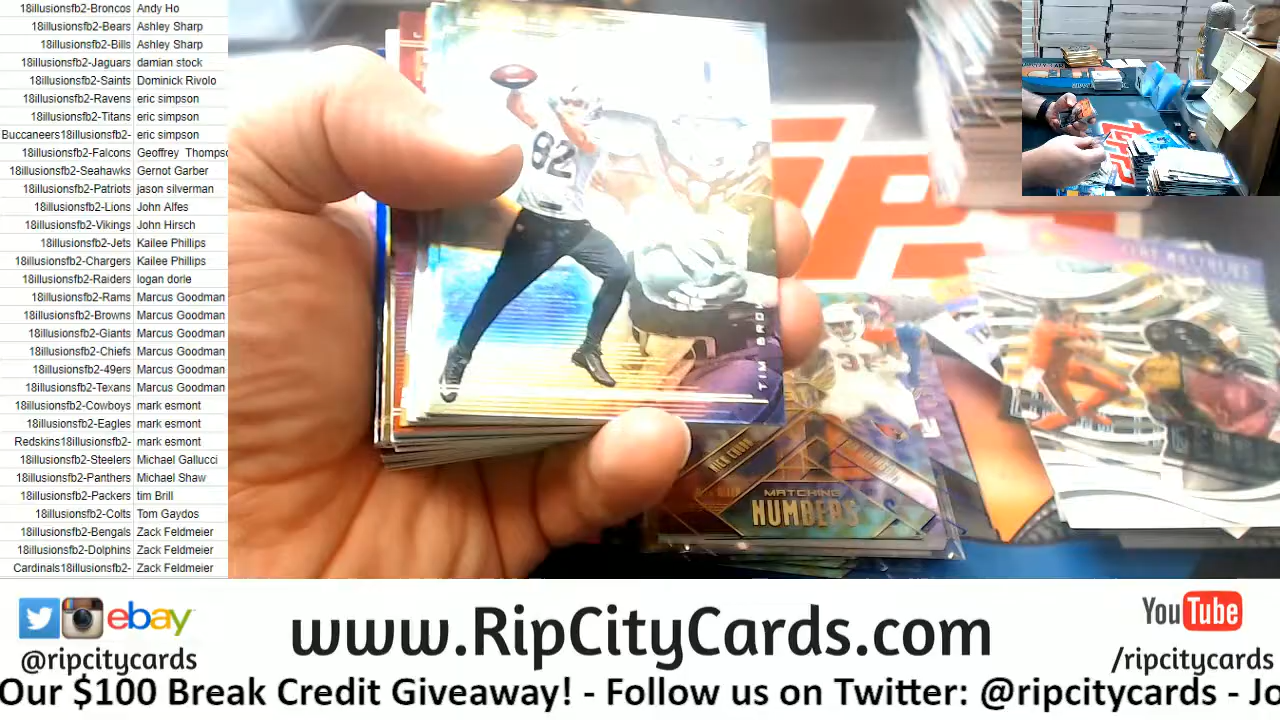 18illusionsfb2-Broncos Andy Ho
18illusionsfb2-Bears Ashley Sharp
18illusionsfb2-Bills Ashley Sharp
18illusionsfb2-Jaguars damian stock
18illusionsfb2-Saints Dominick Rivolo
18illusionsfb2-Ravens eric simpson
18illusionsfb2-Titans eric simpson
Buccaneers18illusionsfb2- eric simpson
18illusionsfb2-Falcons Geoffrey Thompsc
18illusionsfb2-Seahawks Gernot Garber
18illusionsfb2-Patriots jason silverman
18illusionsfb2-Lions John Alfes
18illusionsfb2-Vikings John Hirsch
18illusionsfb2-Jets Kailee Phillips
18illusionsfb2-Chargers Kailee Phillips
18illusionsfb2-Raiders logan dorie
18illusionsfb2-Rams Marcus Goodman
18illusionsfb2-Browns Marcus Goodman
18illusionsfb2-Giants Marcus Goodman
18illusionsfb2-Chiefs Marcus Goodman
18illusionsfb2-49ers Marcus Goodman
18illusionsfb2-Texans Marcus Goodman
18illusionsfb2-Cowboys mark esmont
18illusionsfb2-Eagles mark esmont
Redskins18illusionsfb2- mark esmont
18illusionsfb2-Steelers Michael Gallucci
18illusionsfb2-Panthers Michael Shaw
18illusionsfb2-Packers tim Brill
18illusionsfb2-Colts Tom Gaydos
18illusionsfb2-Bengals Zack Feldmeier
18illusionsfb2-Dolphins Zack Feldmeier
Cardinals18illusionsfb2- Zack Feldmeier
82
TIM BRO
NICK CHUBB
MATCHING
NUMBERS
ebay
@ripcitycards
www.RipCityCards.com
YouTube
/ripcitycards
Our $100 Break Credit Giveaway! - Follow us on Twitter: @ripcitycards - Jo